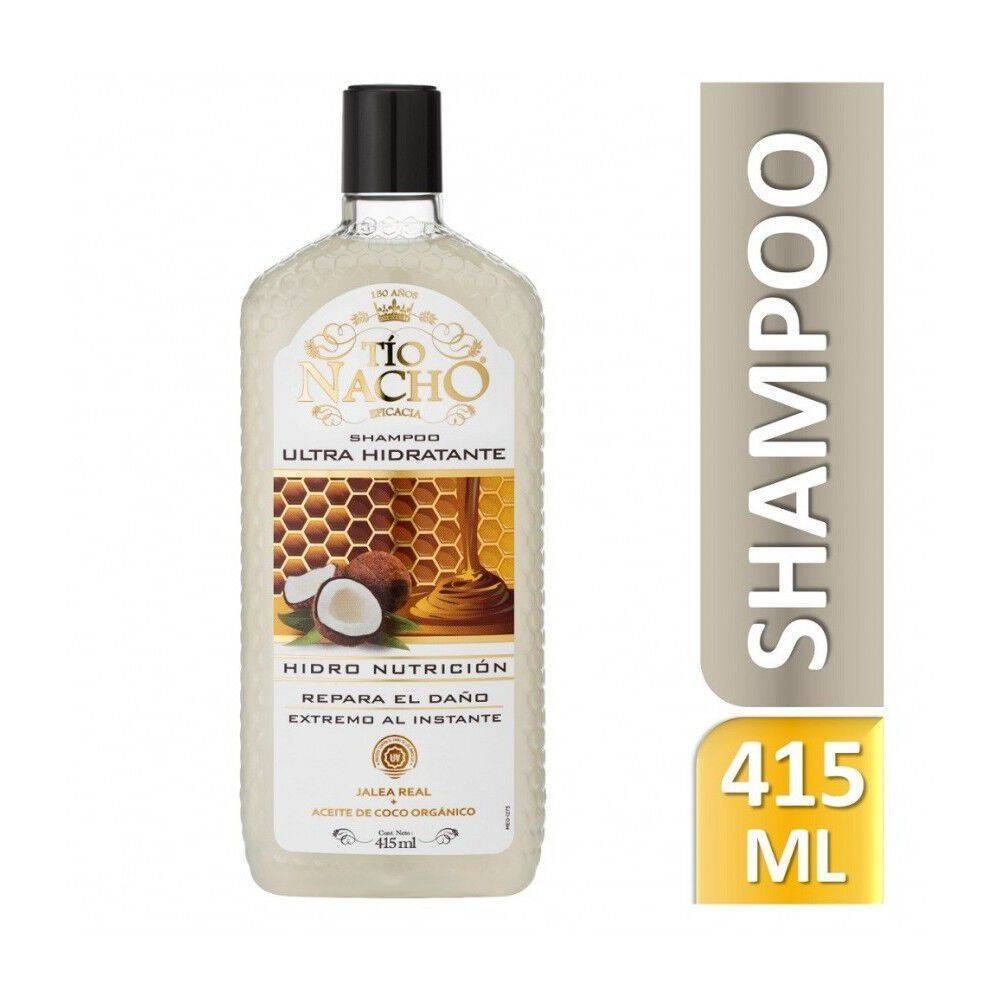 150 AÑOS
TÍO
NACHO®
EFICACIA
SHAMPOO
ULTRA HIDRATANTE
HIDRO NUTRICIÓN
REPARA EL DAÑO
EXTREMO AL INSTANTE
UV
JALEA REAL
+
ACEITE DE COCO ORGÁNICO
Cont. Neto:
415 ml
SHAMPOO
415
ML